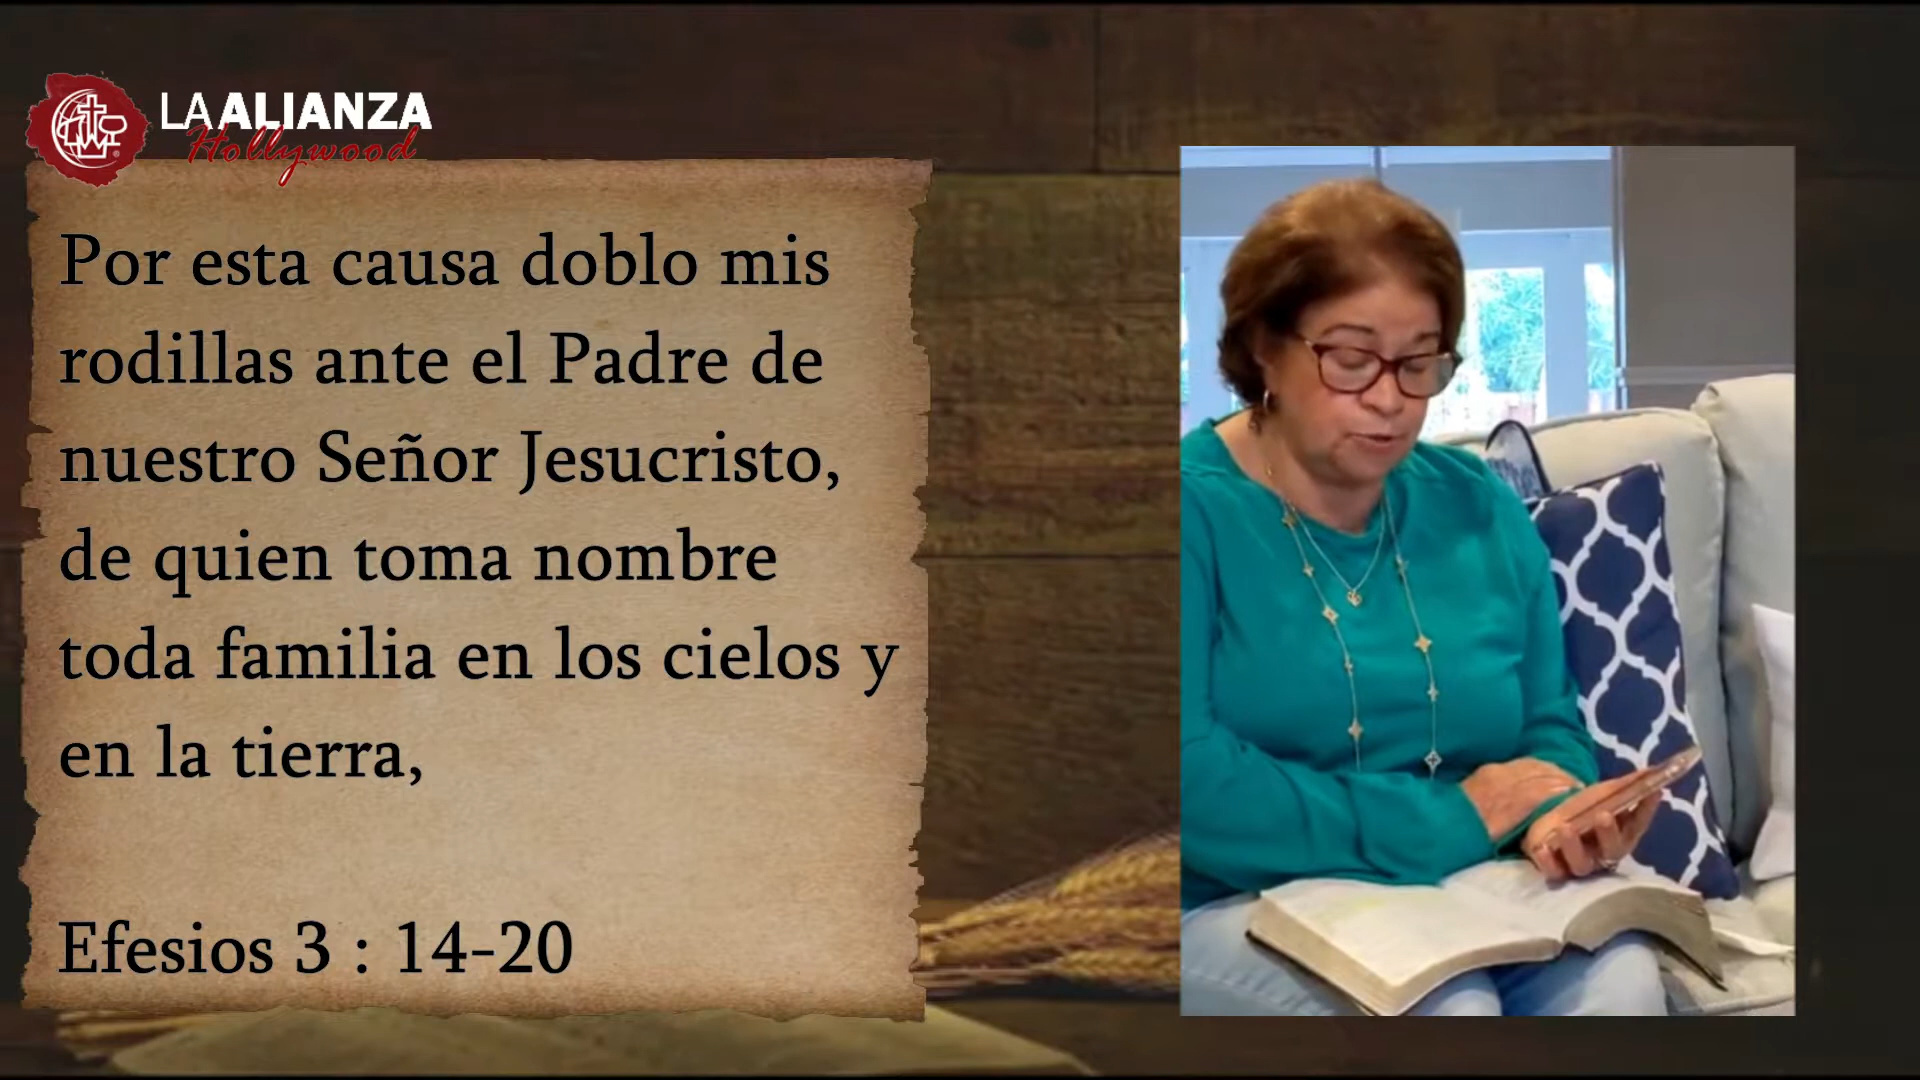 LA ALIANZA
Hollywood
Por esta causa doblo mis
rodillas ante el Padre de
nuestro Señor Jesucristo,
de quien toma nombre
toda familia en los cielos y
en la tierra,
Efesios 3 : 14-20